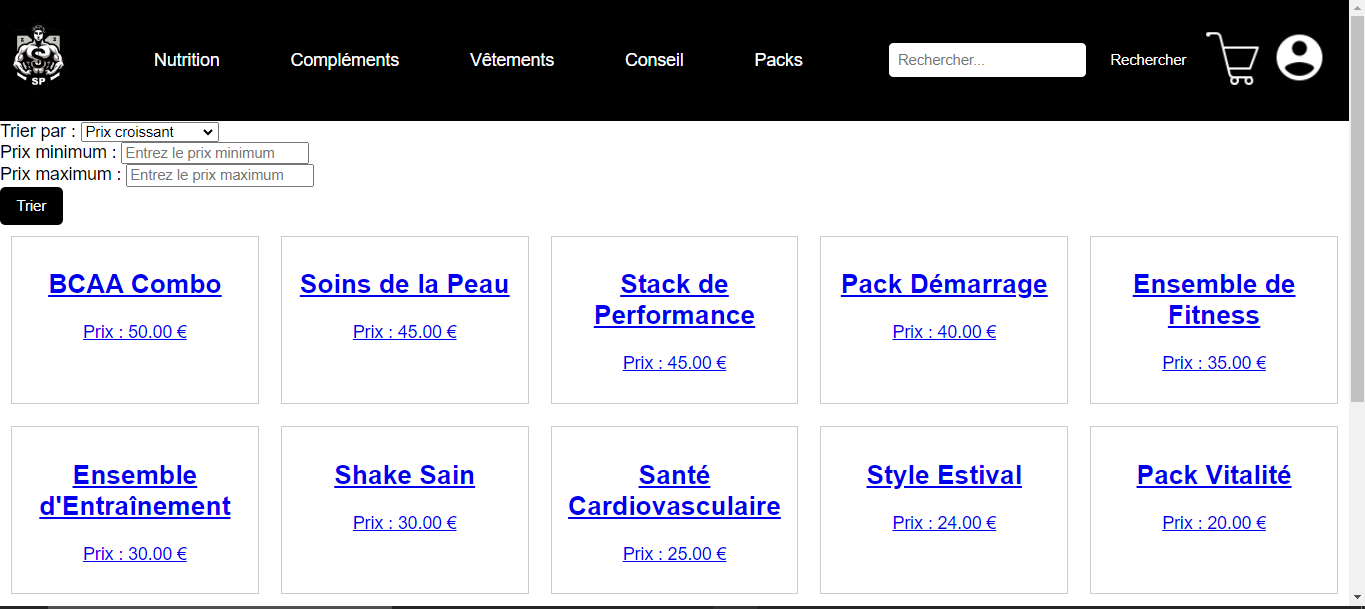 SP
Nutrition
Compléments
Vêtements
Conseil
Packs
Rechercher...
Rechercher
Trier par : Prix croissant
Prix minimum : Entrez le prix minimum
Prix maximum : Entrez le prix maximum
Trier
BCAA Combo
Prix : 50.00 €
Soins de la Peau
Prix : 45.00 €
Stack de
Performance
Prix : 45.00 €
Pack Démarrage
Prix : 40.00 €
Ensemble de
Fitness
Prix : 35.00 €
Ensemble
d'Entraînement
Prix : 30.00 €
Shake Sain
Prix : 30.00 €
Santé
Cardiovasculaire
Prix : 25.00 €
Style Estival
Prix : 24.00 €
Pack Vitalité
Prix : 20.00 €